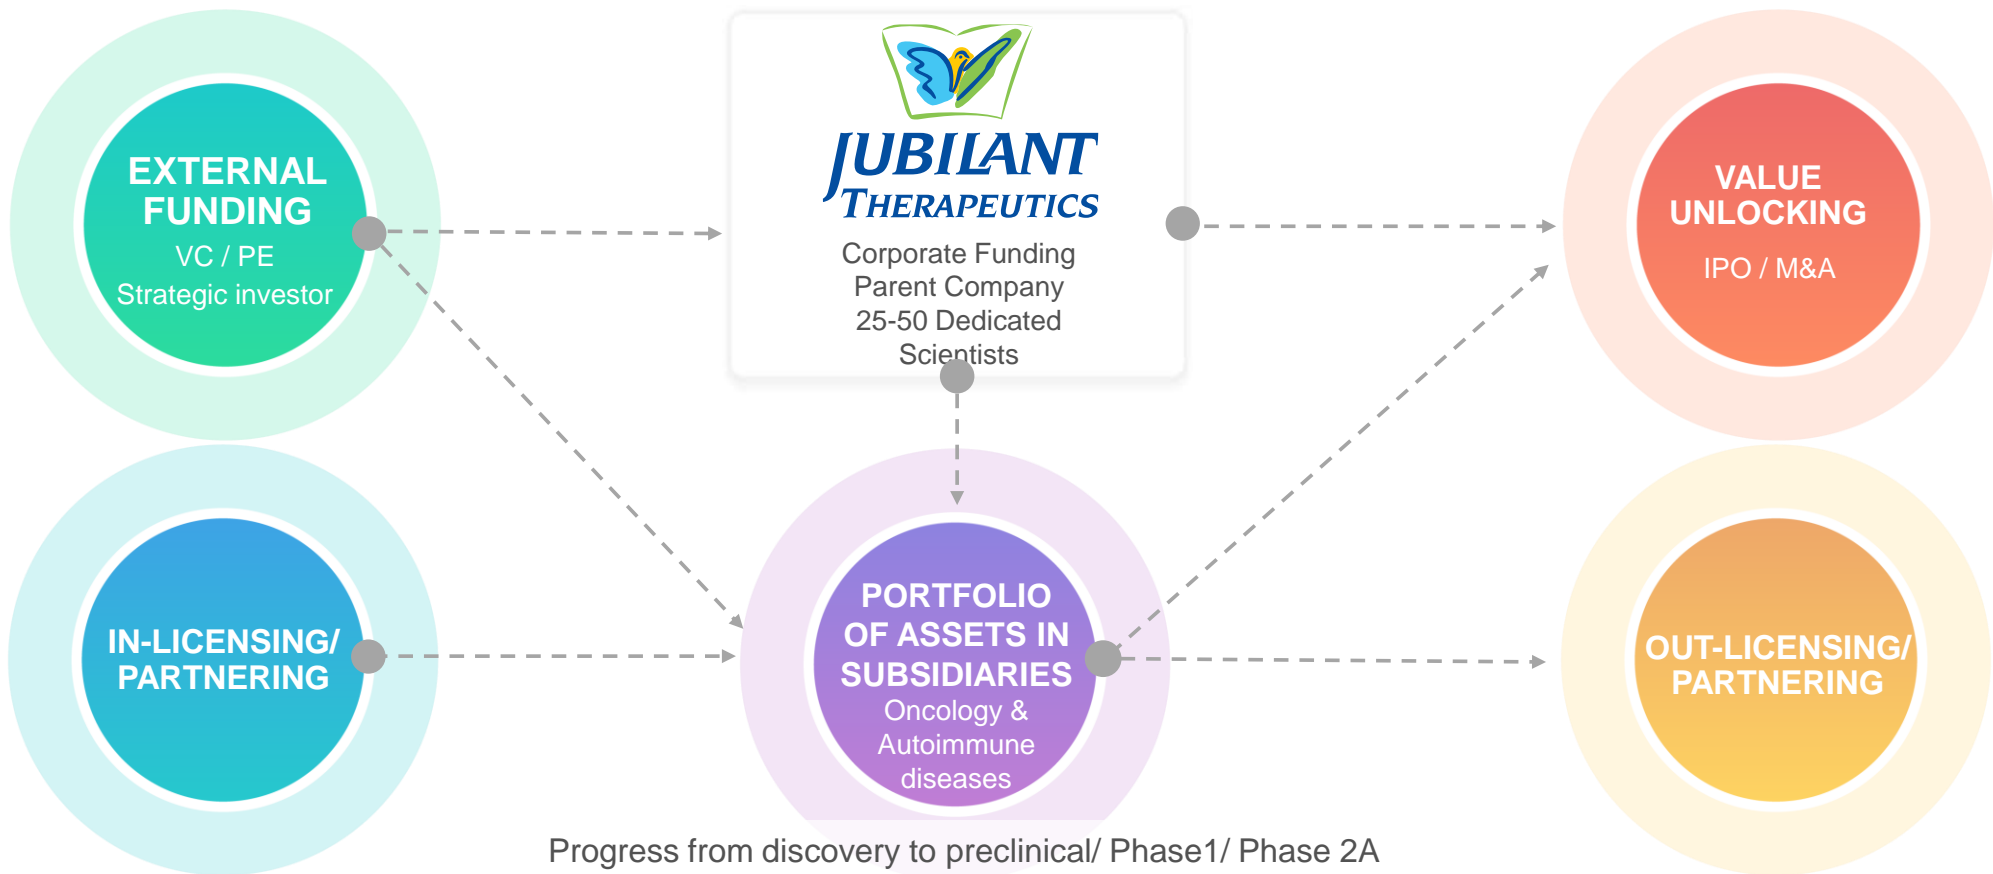 EXTERNAL
FUNDING
VC / PE
Strategic investor
JUBILANT
THERAPEUTICS
Corporate Funding
Parent Company
25-50 Dedicated
Scientists
VALUE
UNLOCKING
IPO / M&A
IN-LICENSING/
PARTNERING
PORTFOLIO
OF ASSETS IN
SUBSIDIARIES
Oncology &
Autoimmune
diseases
OUT-LICENSING/
PARTNERING
Progress from discovery to preclinical/ Phase1/ Phase 2A